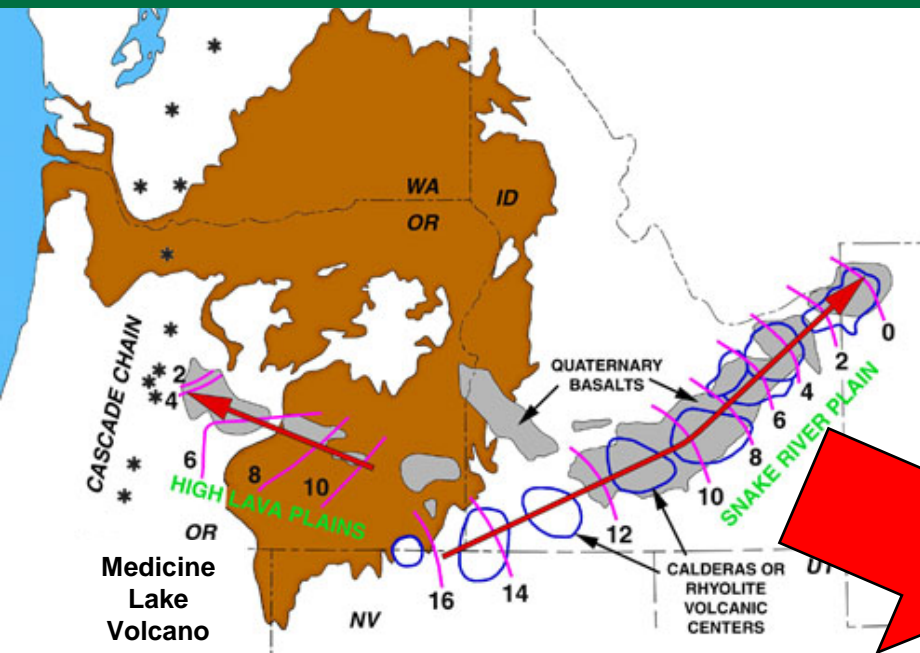 WA
ID
OR
0
2
QUATERNARY
BASALTS
CASCADE CHAIN
2
4
4
6
6
8
8
10
10
SNAKE RIVER PLAIN
HIGH LAVA PLAINS
12
OR
Medicine
Lake
Volcano
16
14
NV
CALDERAS OR
RHYOLITE
VOLCANIC
CENTERS
UT